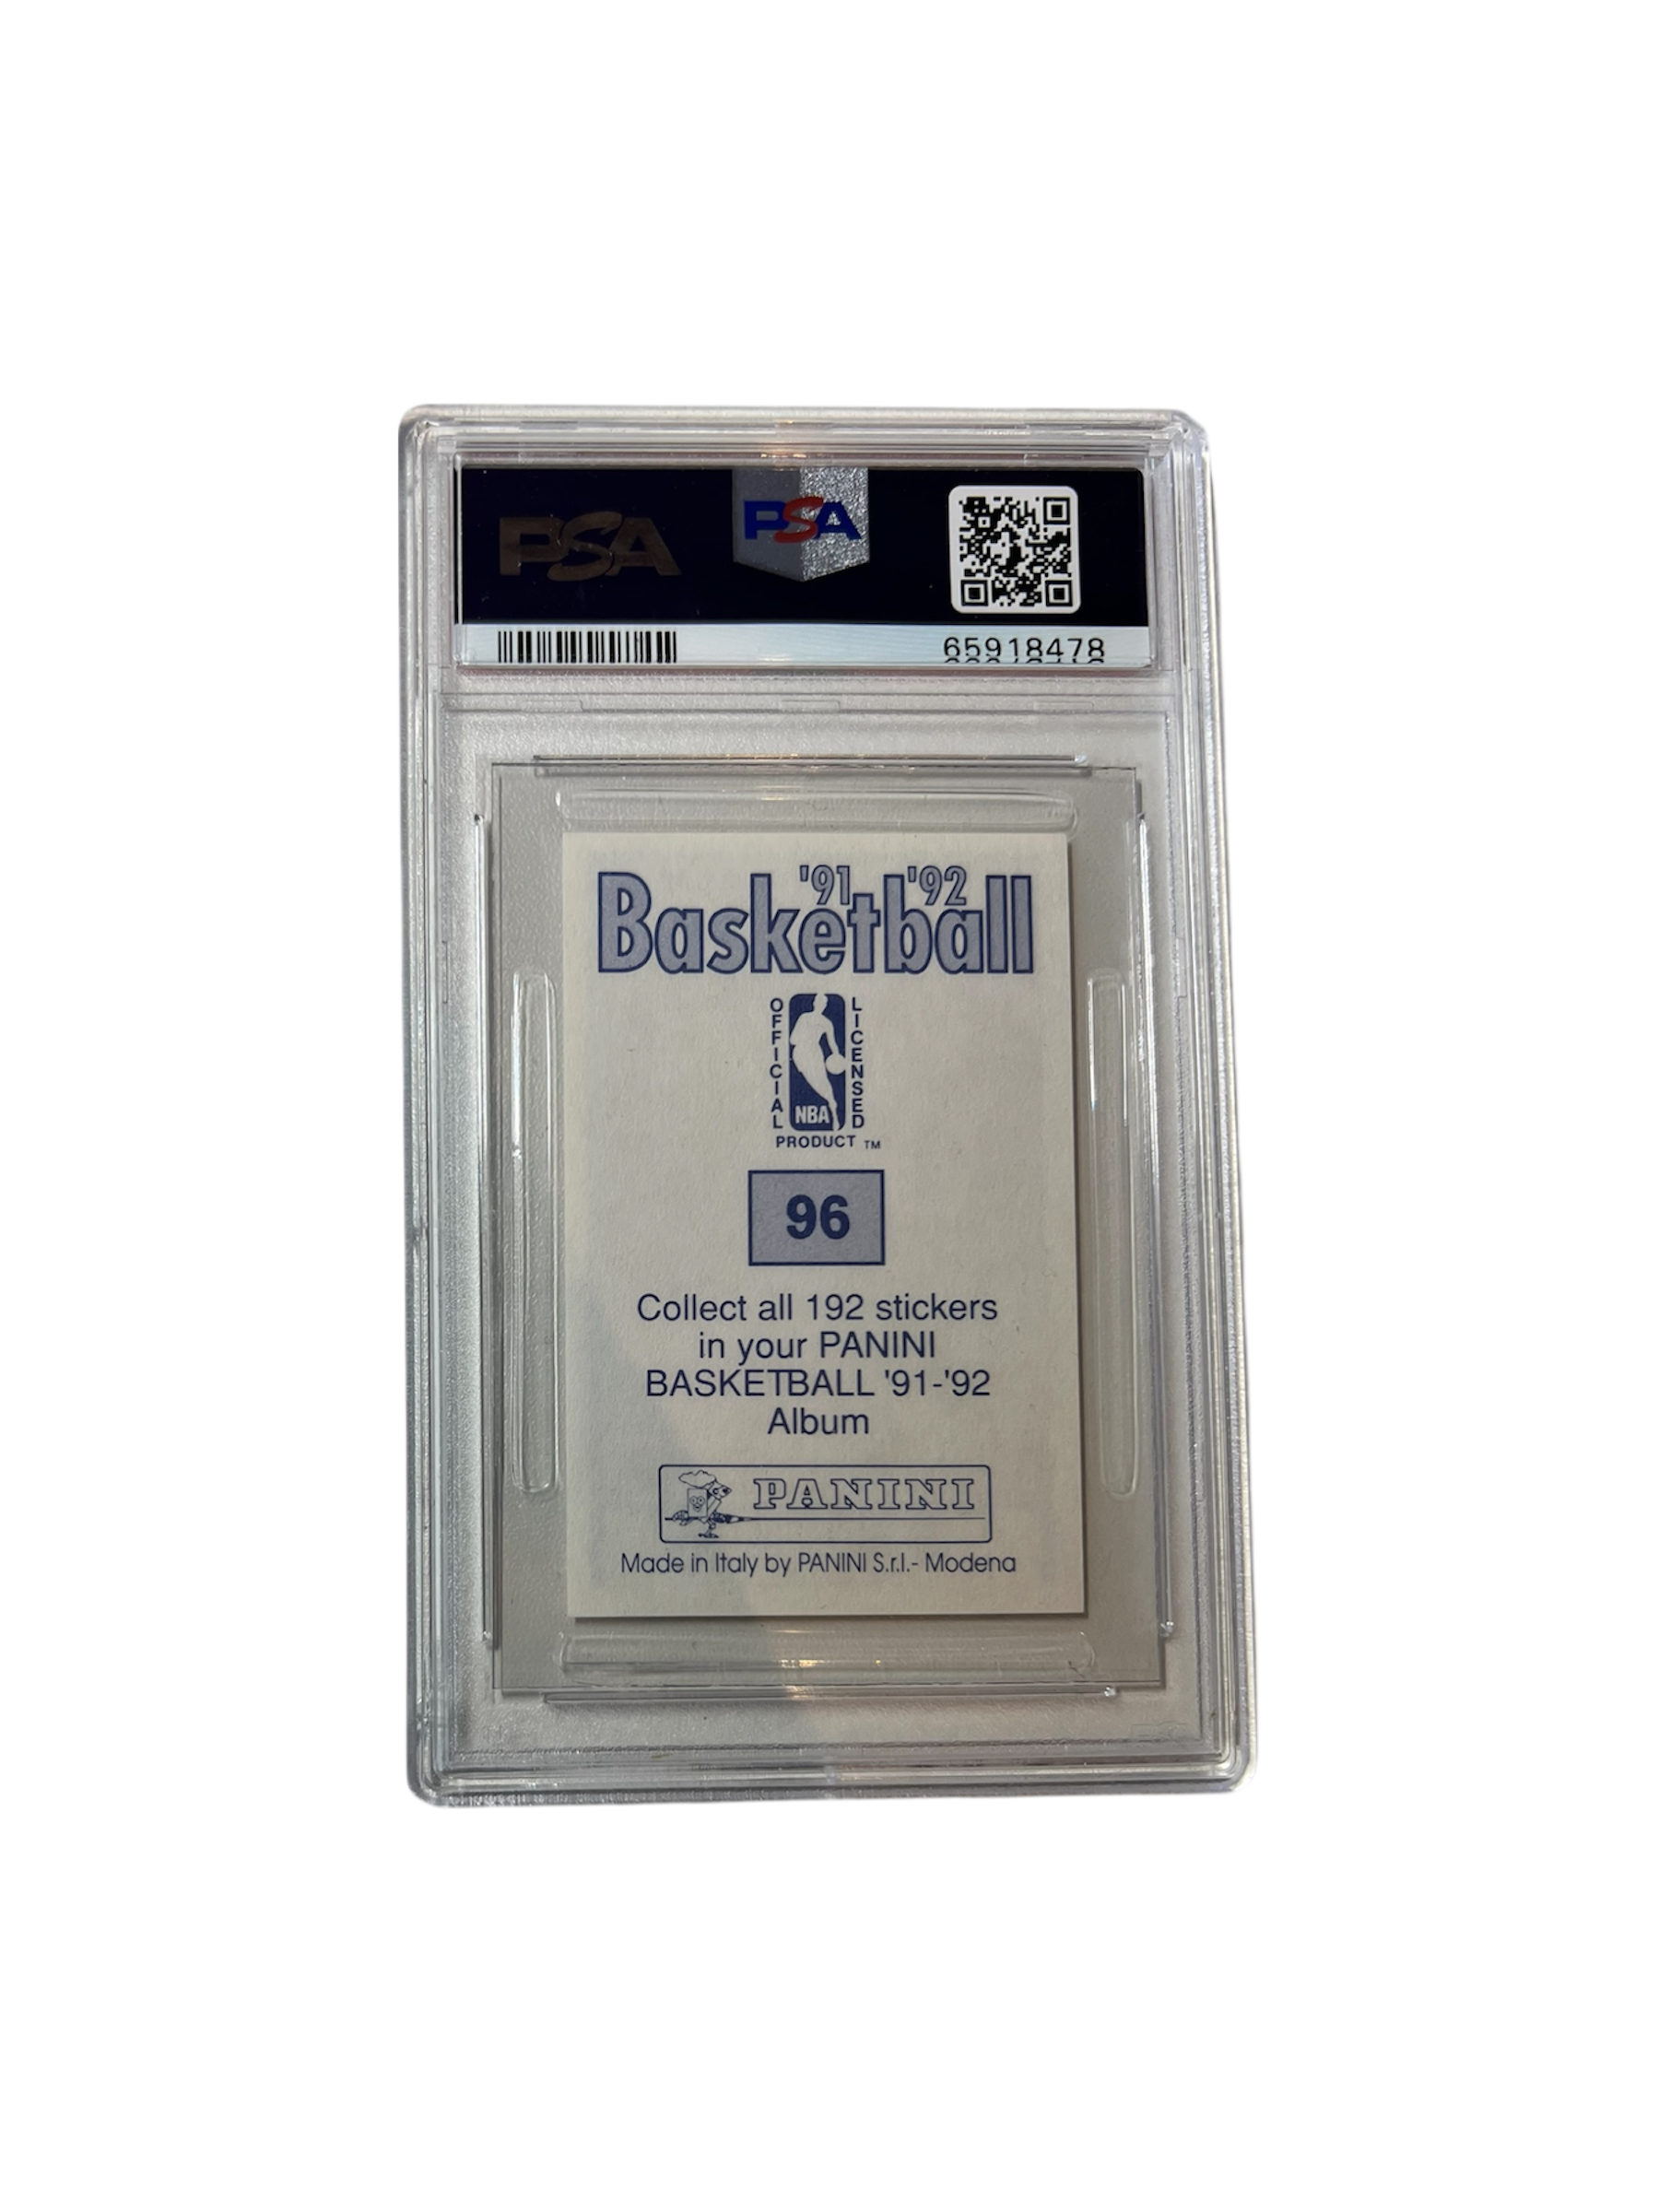 PSA
PSA
65918478
'91 '92
Basketball
OFFICIAL
LICENSED
NBA
PRODUCT TM
96
Collect all 192 stickers
in your PANINI
BASKETBALL '91-'92
Album
PANINI
Made in Italy by PANINI S.r.l.- Modena